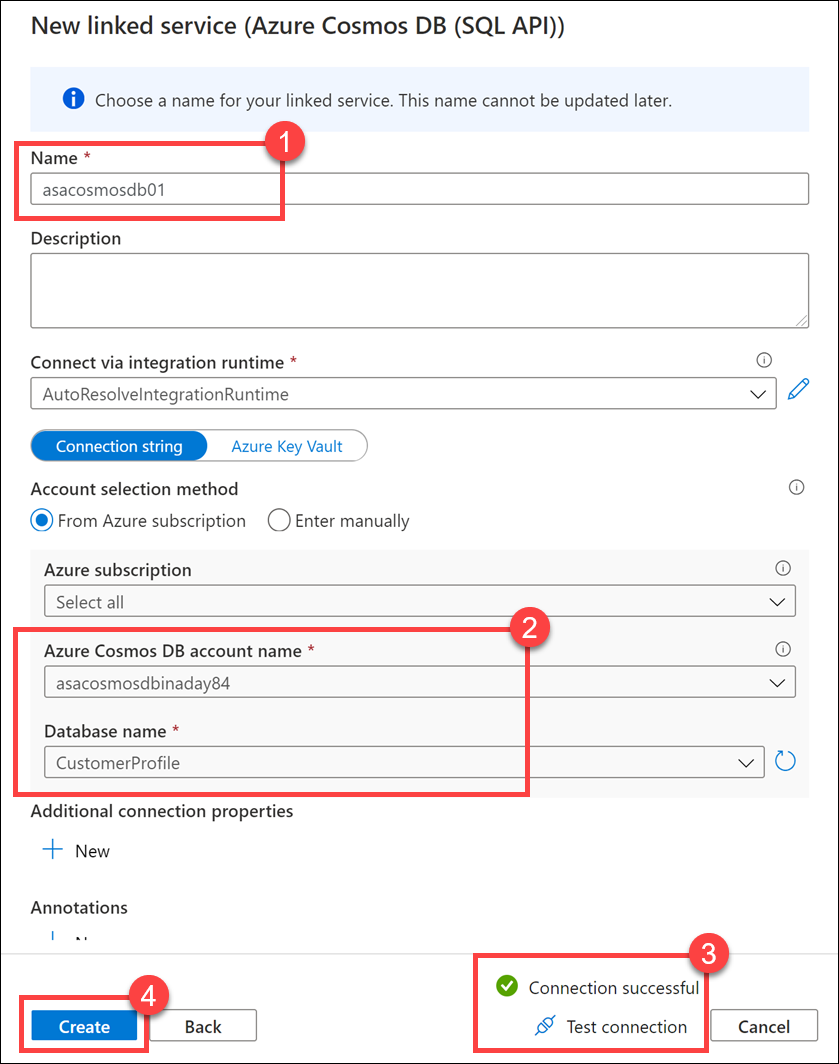 New linked service (Azure Cosmos DB (SQL API))
Choose a name for your linked service. This name cannot be updated later.
1
Name *
asacosmosdb01
Description
Connect via integration runtime *
AutoResolveIntegrationRuntime
Connection string Azure Key Vault
Account selection method
From Azure subscription Enter manually
Azure subscription
Select all
2
Azure Cosmos DB account name *
asacosmosdbinaday84
Database name *
CustomerProfile
Additional connection properties
New
Annotations
3
Connection successful
4
Create Back Test connection Cancel